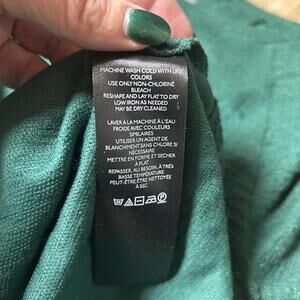 MACHINE WASH COLD WITH LIKE
COLORS
USE ONLY NON-CHLORINE
BLEACH
RESHAPE AND LAY FLAT TO DRY
LOW IRON AS NEEDED
MAY BE DRY CLEANED
LAVER À LA MACHINE À L'EAU
FROIDE AVEC COULEURS
SIMILAIRES
UTILISER UN AGENT DE
BLANCHIMENT SANS CHLORE SI
NÉCESSAIRE
METTRE EN FORME ET SÉCHER
À PLAT
REPASSER, AU BESOIN, À TRÈS
BASSE TEMPÉRATURE
PEUT-ÊTRE NETTOYÉE
À SEC